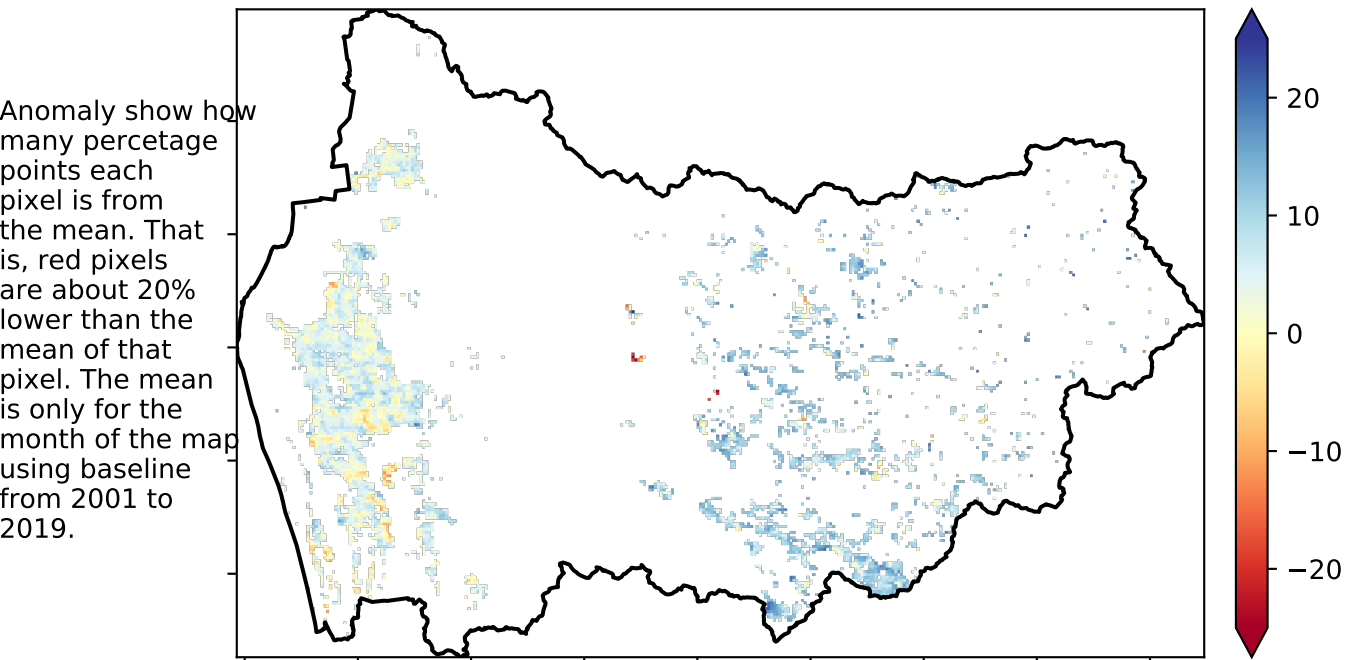 Anomaly show how
many percetage
points each
pixel is from
the mean. That
is, red pixels
are about 20%
lower than the
mean of that
pixel. The mean
is only for the
month of the map
using baseline
from 2001 to
2019.
20
10
0
−10
−20